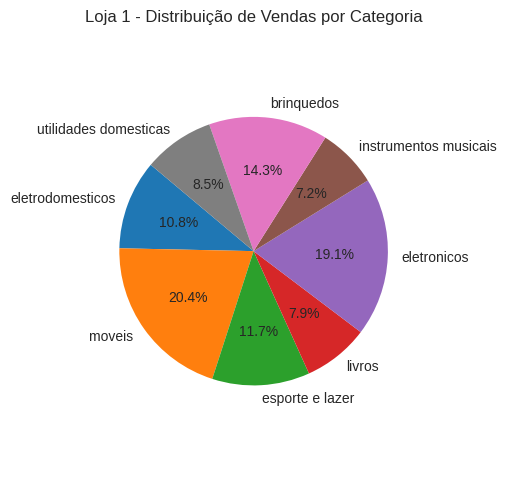 Loja 1 - Distribuição de Vendas por Categoria
brinquedos
utilidades domesticas
instrumentos musicais
14.3%
8.5%
7.2%
eletrodomesticos
10.8%
19.1%
eletronicos
20.4%
7.9%
11.7%
moveis
livros
esporte e lazer